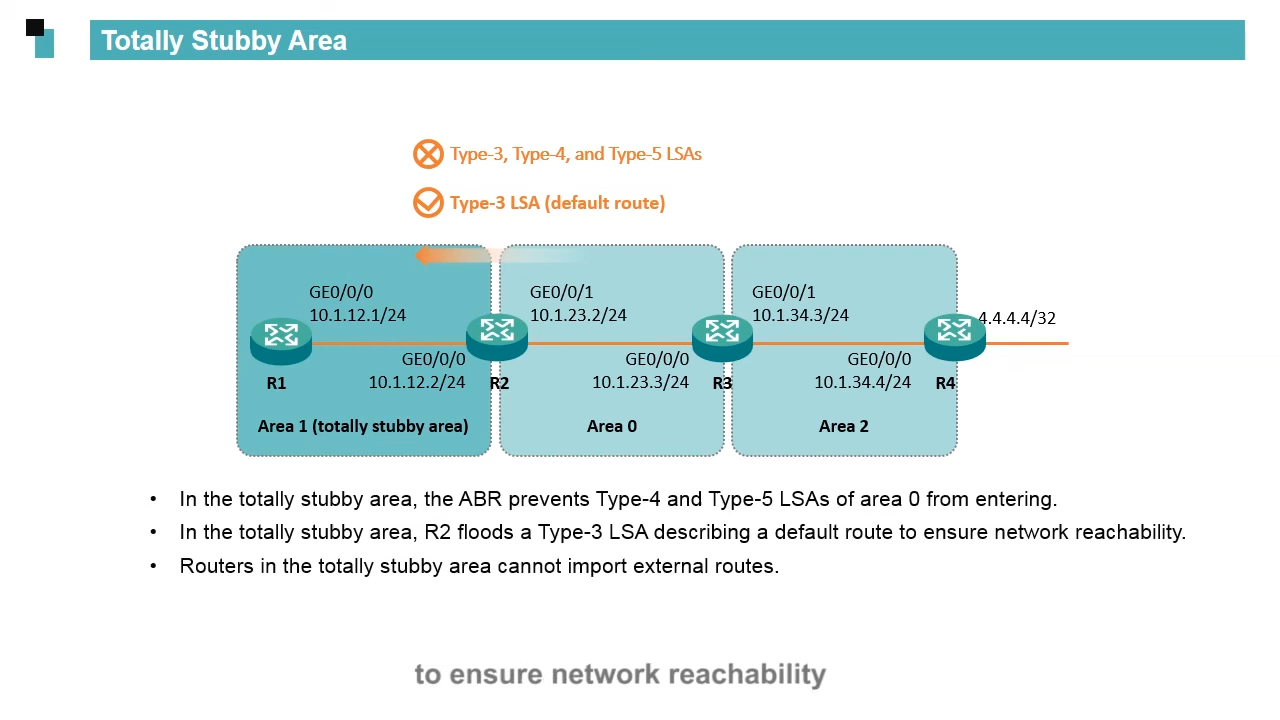 Totally Stubby Area
Type-3, Type-4, and Type-5 LSAs
Type-3 LSA (default route)
GE0/0/0
10.1.12.1/24
GE0/0/1
10.1.23.2/24
GE0/0/1
10.1.34.3/24
4.4.4.4/32
GE0/0/0
10.1.12.2/24
GE0/0/0
10.1.23.3/24
GE0/0/0
10.1.34.4/24
R1
R2
R3
R4
Area 1 (totally stubby area)
Area 0
Area 2
• In the totally stubby area, the ABR prevents Type-4 and Type-5 LSAs of area 0 from entering.
• In the totally stubby area, R2 floods a Type-3 LSA describing a default route to ensure network reachability.
• Routers in the totally stubby area cannot import external routes.
to ensure network reachability